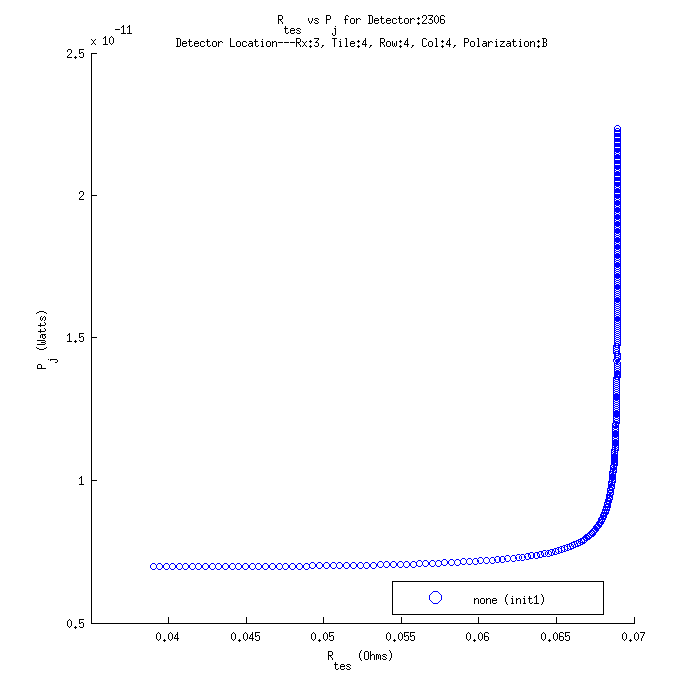 R_tes vs P_j for Detector:2306
Detector Location---Rx:3, Tile:4, Row:4, Col:4, Polarization:B
x 10^-11
2.5
2
1.5
1
0.5
P_j (Watts)
0.04 0.045 0.05 0.055 0.06 0.065 0.07
R_tes (Ohms)
none (init1)